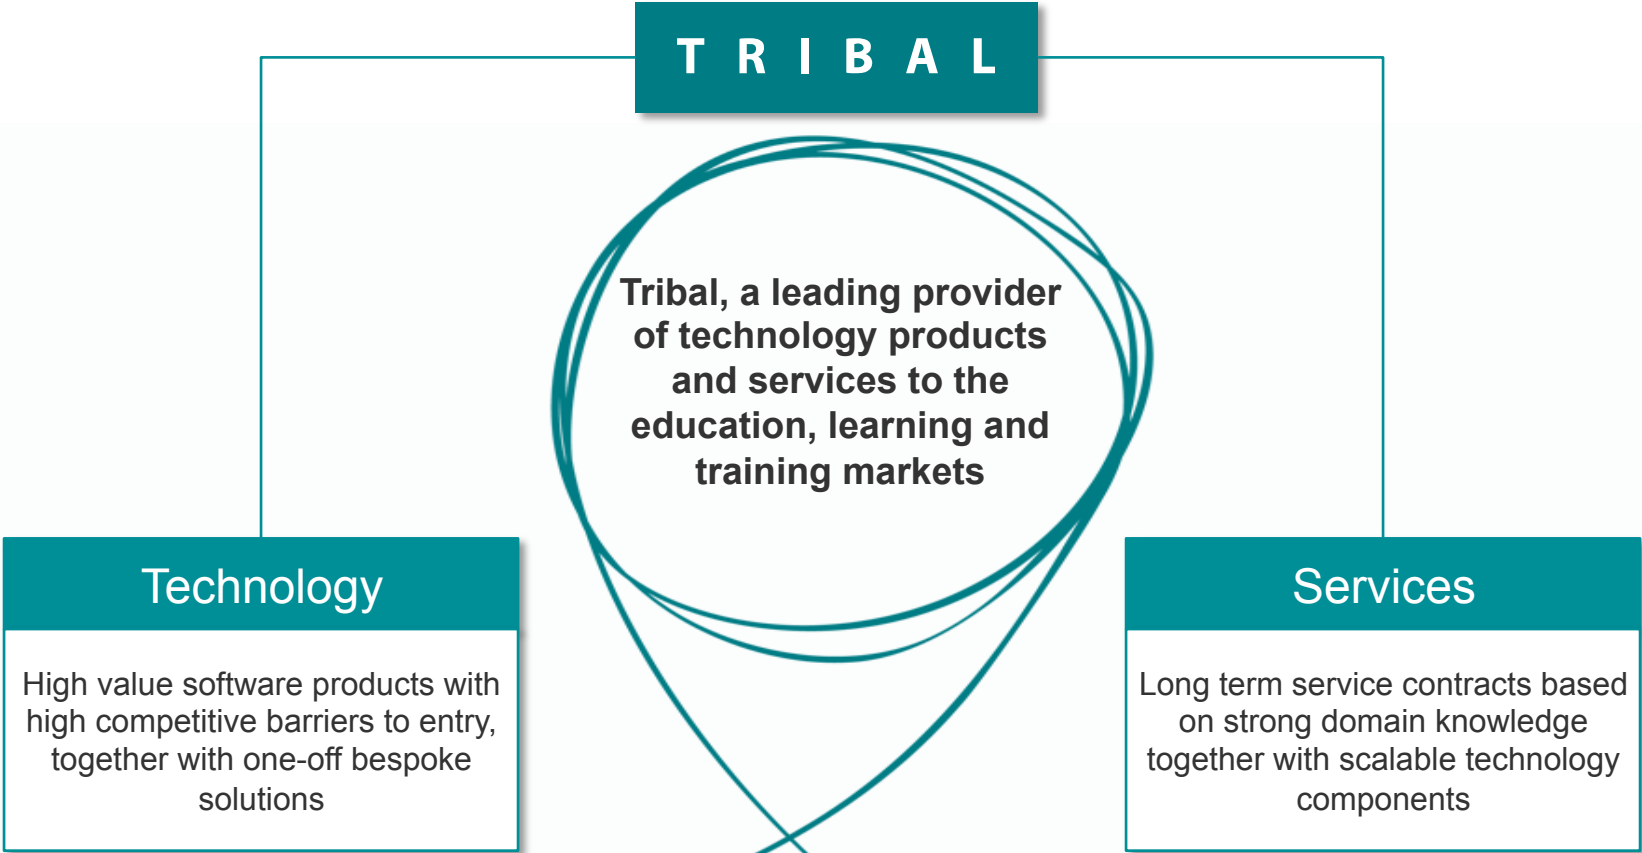 TRIBAL
Tribal, a leading provider
of technology products
and services to the
education, learning and
training markets
Technology
High value software products with
high competitive barriers to entry,
together with one-off bespoke
solutions
Services
Long term service contracts based
on strong domain knowledge
together with scalable technology
components